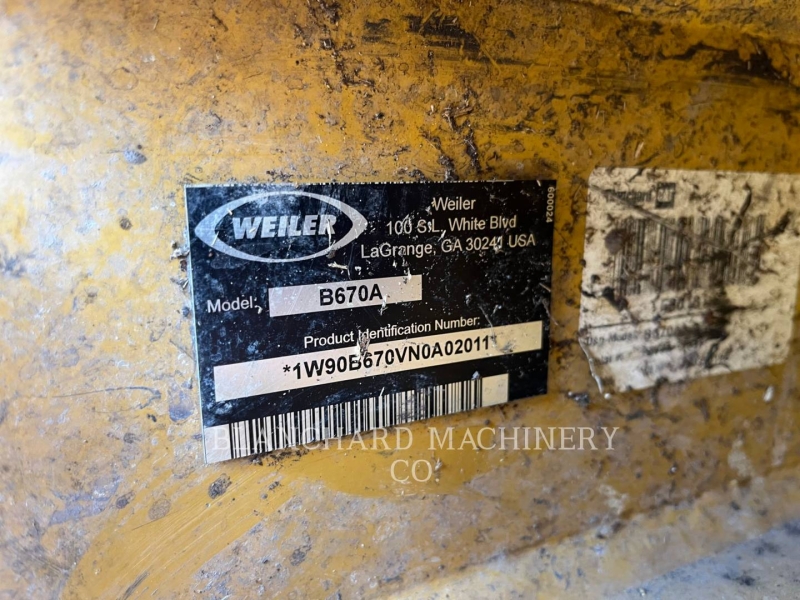 WEILER
Weiler
100 S.L. White Blvd
LaGrange, GA 30241 USA
600024
Model:
B670A
Product Identification Number:
*1W90B670VN0A02011*
BLANCHARD MACHINERY
CO.